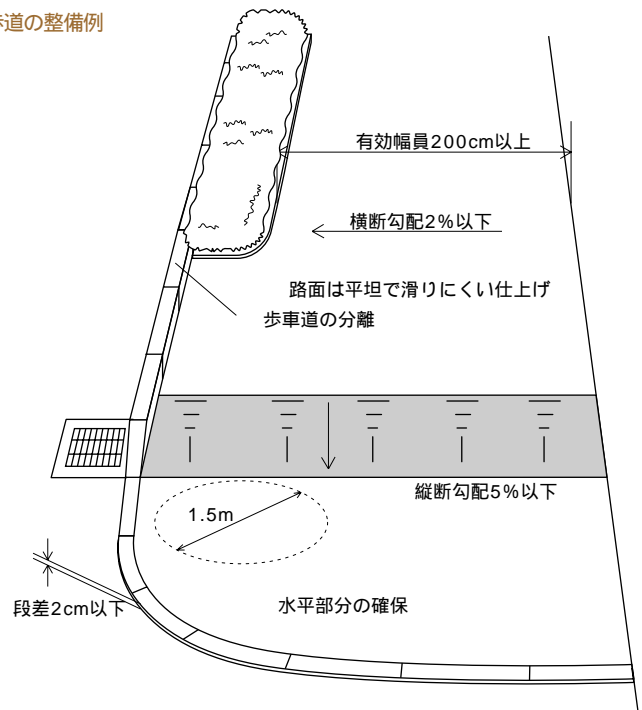 歩道の整備例
有効幅員200cm以上
横断勾配2%以下
路面は平坦で滑りにくい仕上げ
歩車道の分離
縦断勾配5%以下
1.5m
段差2cm以下
水平部分の確保